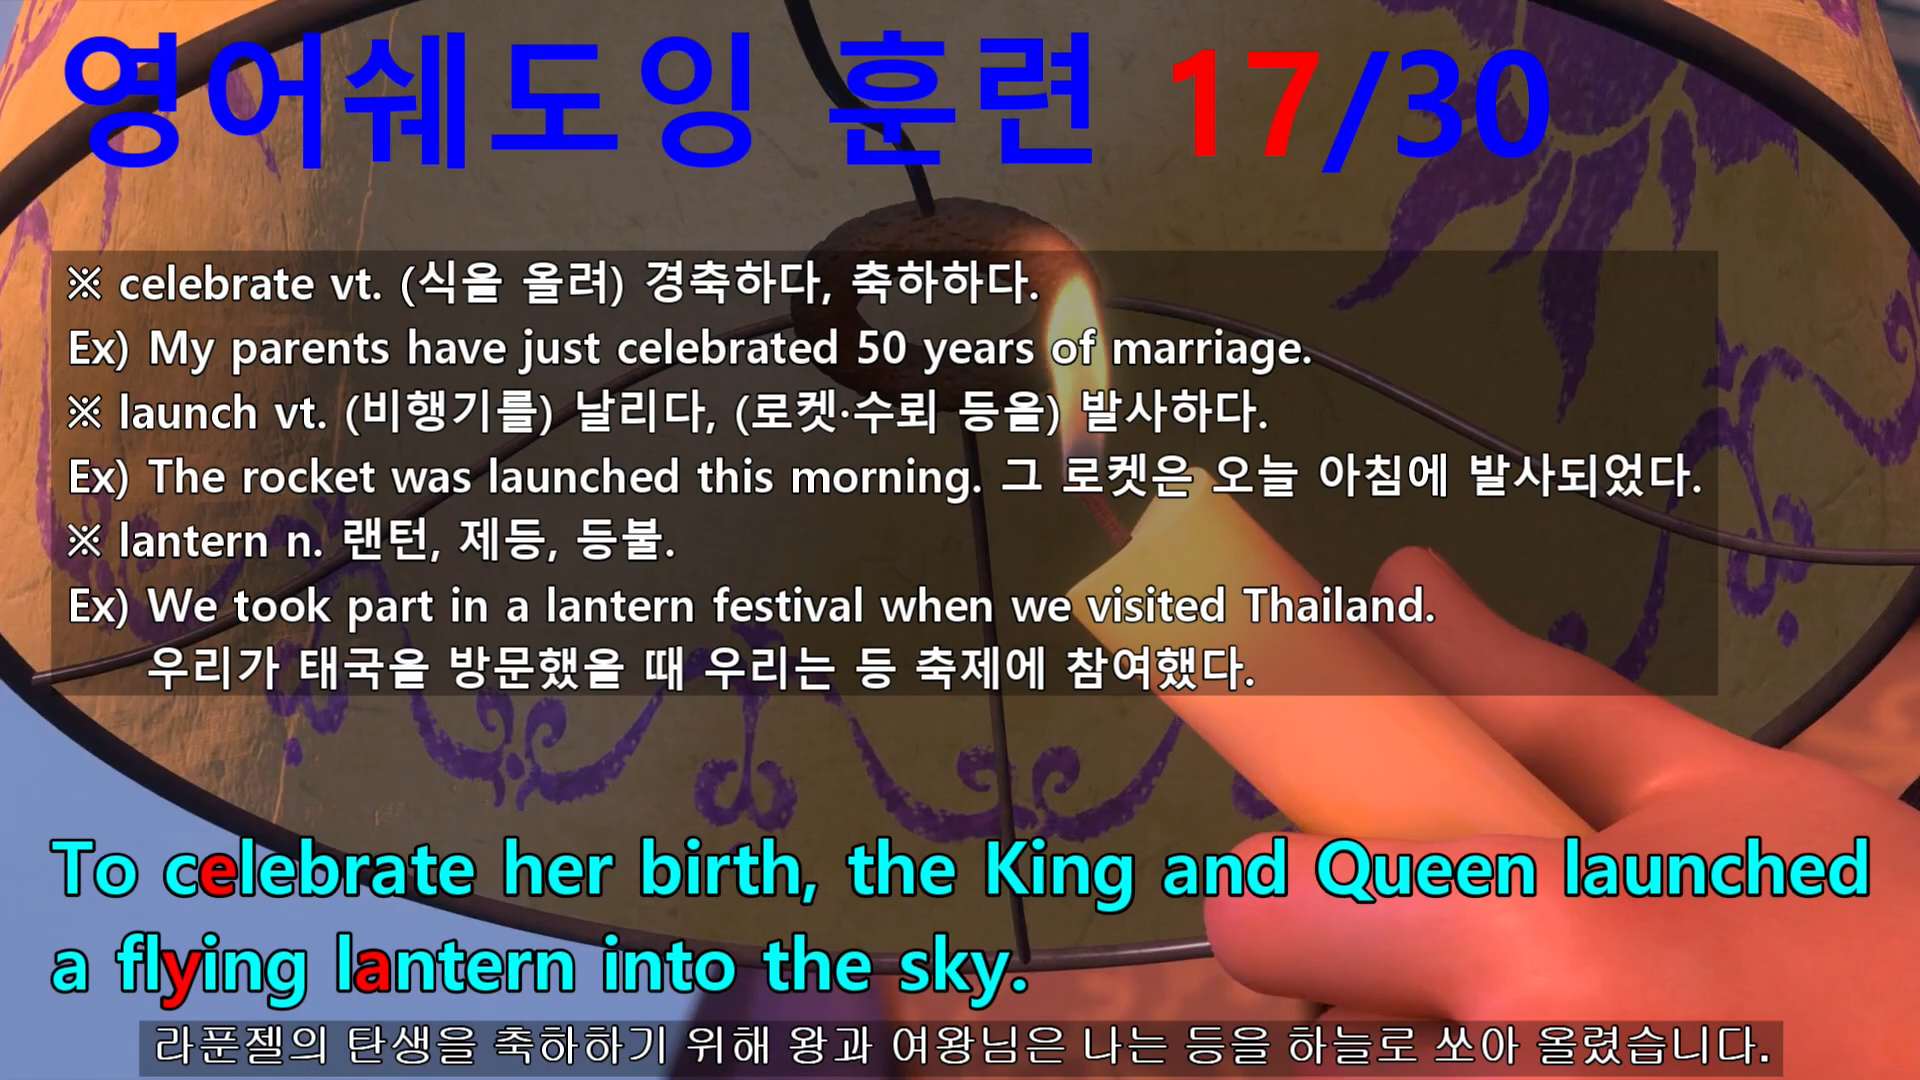 영어쉐도잉 훈련 17/30
※ celebrate vt. (식을 올려) 경축하다, 축하하다.
Ex) My parents have just celebrated 50 years of marriage.
※ launch vt. (비행기를) 날리다, (로켓·수뢰 등을) 발사하다.
Ex) The rocket was launched this morning. 그 로켓은 오늘 아침에 발사되었다.
※ lantern n. 랜턴, 제등, 등불.
Ex) We took part in a lantern festival when we visited Thailand.
우리가 태국을 방문했을 때 우리는 등 축제에 참여했다.
To celebrate her birth, the King and Queen launched
a flying lantern into the sky.
라푼젤의 탄생을 축하하기 위해 왕과 여왕님은 나는 등을 하늘로 쏘아 올렸습니다.